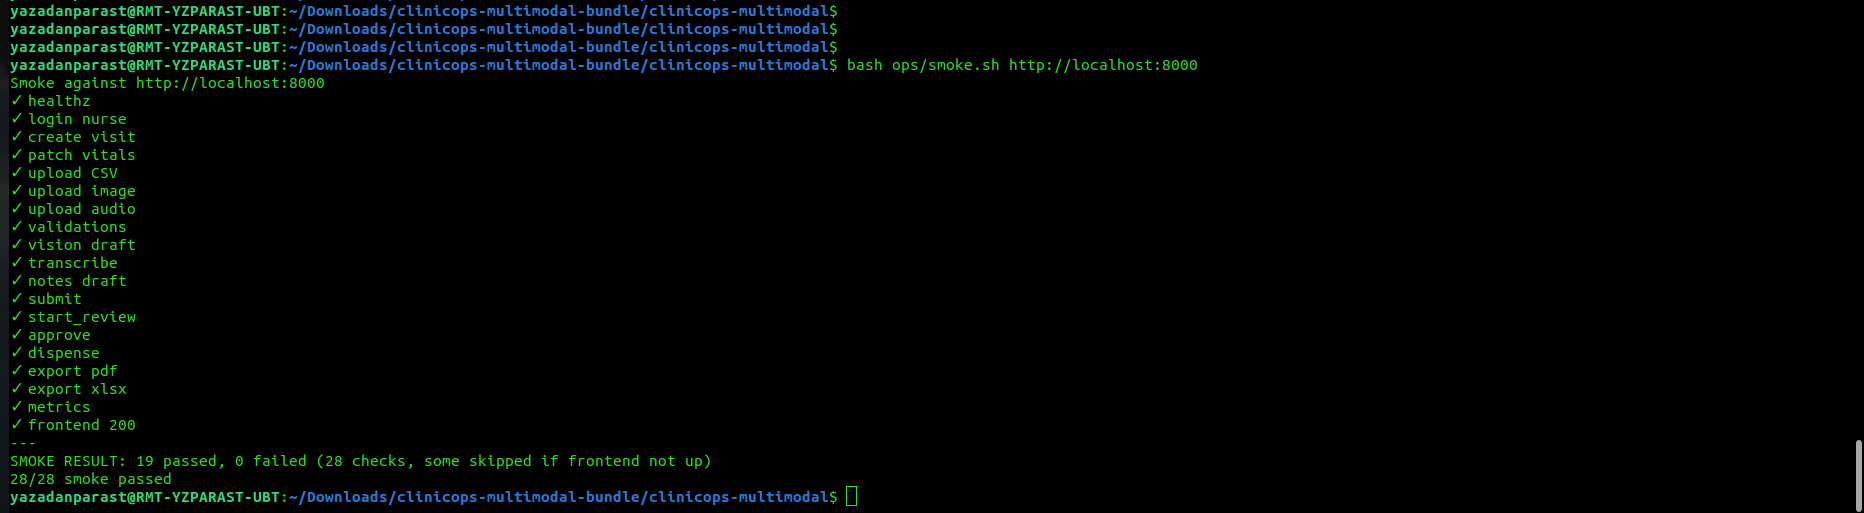 yazadanparast@RMT-YZPARAST-UBT:~/Downloads/clinicops-multimodal-bundle/clinicops-multimodal$
yazadanparast@RMT-YZPARAST-UBT:~/Downloads/clinicops-multimodal-bundle/clinicops-multimodal$
yazadanparast@RMT-YZPARAST-UBT:~/Downloads/clinicops-multimodal-bundle/clinicops-multimodal$
yazadanparast@RMT-YZPARAST-UBT:~/Downloads/clinicops-multimodal-bundle/clinicops-multimodal$ bash ops/smoke.sh http://localhost:8000
Smoke against http://localhost:8000
✓ healthz
✓ login nurse
✓ create visit
✓ patch vitals
✓ upload CSV
✓ upload image
✓ upload audio
✓ validations
✓ vision draft
✓ transcribe
✓ notes draft
✓ submit
✓ start_review
✓ approve
✓ dispense
✓ export pdf
✓ export xlsx
✓ metrics
✓ frontend 200
---
SMOKE RESULT: 19 passed, 0 failed (28 checks, some skipped if frontend not up)
28/28 smoke passed
yazadanparast@RMT-YZPARAST-UBT:~/Downloads/clinicops-multimodal-bundle/clinicops-multimodal$